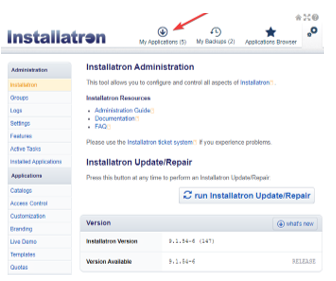 Installatron
My Applications (5)
My Backups (2)
Applications Browser
Administration
Installatron
Groups
Logs
Settings
Features
Active Tasks
Installed Applications
Applications
Catalogs
Access Control
Customization
Branding
Live Demo
Templates
Quotas
Installatron Administration
This tool allows you to configure and control all aspects of Installatron.
Installatron Resources
Administration Guide
Documentation
FAQ
Please use the Installatron ticket system if you experience problems.
Installatron Update/Repair
Press this button at any time to perform an Installatron Update/Repair
run Installatron Update/Repair
Version
what's new
Installatron Version 9.1.54-6 (147)
Version Available 9.1.54-6 RELEASE